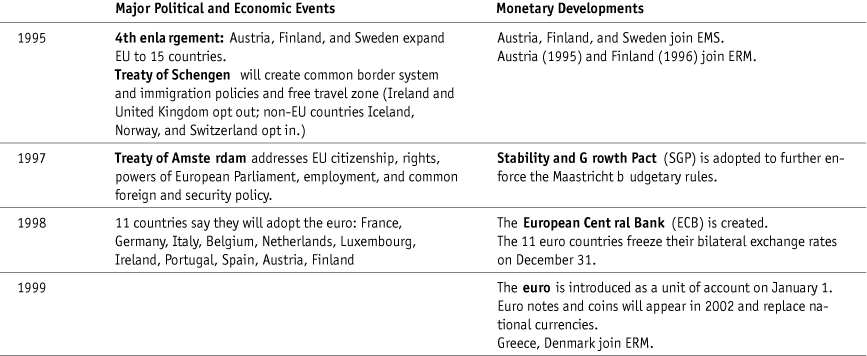 Major Political and Economic Events
Monetary Developments
1995
4th enla rgement: Austria, Finland, and Sweden expand
EU to 15 countries.
Treaty of Schengen will create common border system
and immigration policies and free travel zone (Ireland and
United Kingdom opt out; non-EU countries Iceland,
Norway, and Switzerland opt in.)
Austria, Finland, and Sweden join EMS.
Austria (1995) and Finland (1996) join ERM.
1997
Treaty of Amste rdam addresses EU citizenship, rights,
powers of European Parliament, employment, and common
foreign and security policy.
Stability and G rowth Pact (SGP) is adopted to further en-
force the Maastricht b udgetary rules.
1998
11 countries say they will adopt the euro: France,
Germany, Italy, Belgium, Netherlands, Luxembourg,
Ireland, Portugal, Spain, Austria, Finland
The European Cent ral Bank (ECB) is created.
The 11 euro countries freeze their bilateral exchange rates
on December 31.
1999
The euro is introduced as a unit of account on January 1.
Euro notes and coins will appear in 2002 and replace na-
tional currencies.
Greece, Denmark join ERM.